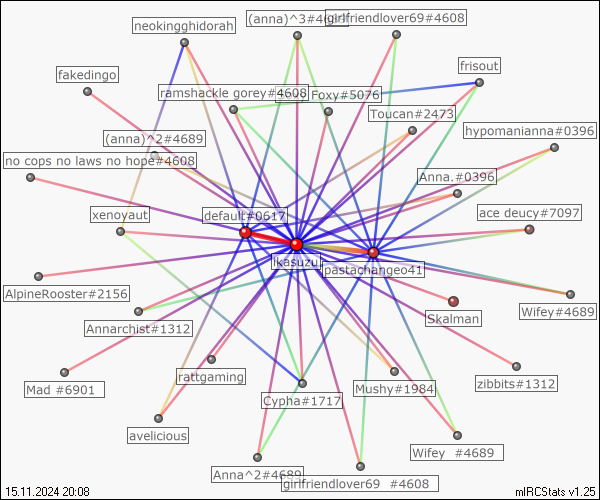 neokingghidorah
(anna)^3#4689
girlfriendlover69#4608
fakedingo
frisout
ramshackle gorey#4608
Foxy#5076
Toucan#2473
hypomanianna#0396
(anna)^2#4689
no cops no laws no hope#4608
Anna.#0396
xenoyaut
default#0617
ace deucy#7097
ikasuzu
pastachangeo41
AlpineRooster#2156
Skalman
Wifey#4689
Annarchist#1312
rattgaming
Mad #6901
Cypha#1717
Mushy#1984
zibbits#1312
avelicious
Wifey #4689
Anna^2#4689
girlfriendlover69 #4608
15.11.2024 20:08
mIRCStats v1.25